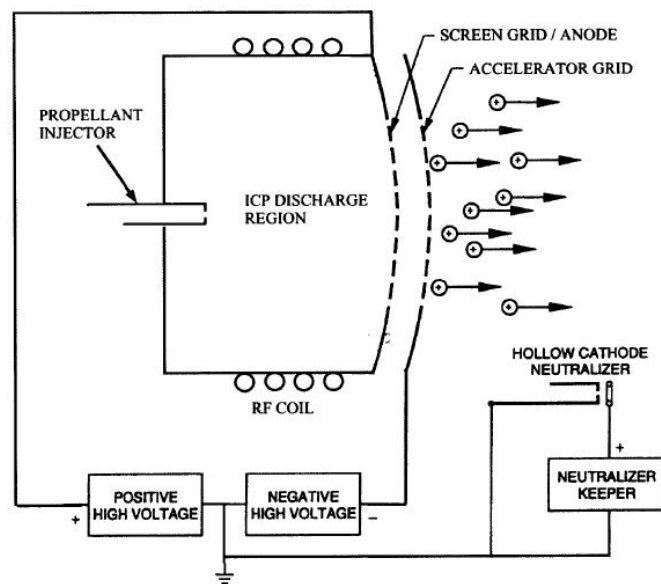 SCREEN GRID / ANODE
ACCELERATOR GRID
PROPELLANT
INJECTOR
ICP DISCHARGE
REGION
RF COIL
HOLLOW CATHODE
NEUTRALIZER
+
NEUTRALIZER
KEEPER
+
POSITIVE
HIGH VOLTAGE
NEGATIVE
HIGH VOLTAGE
−